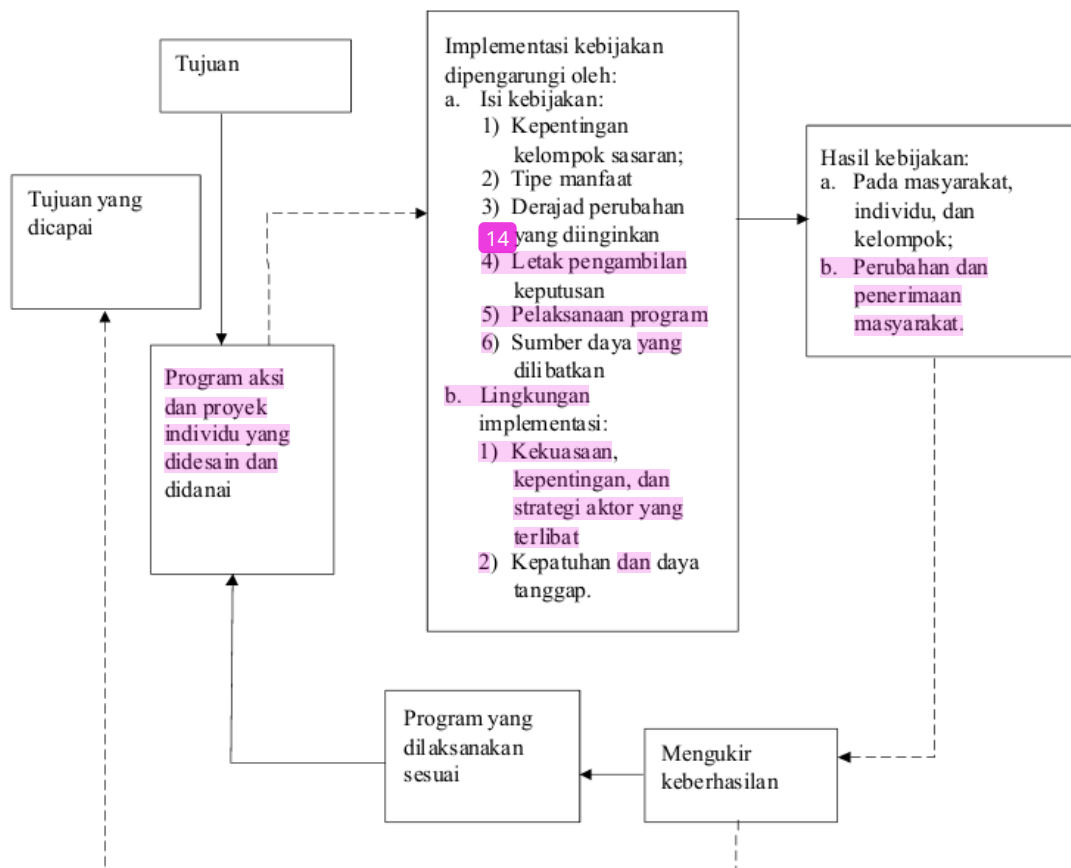 Tujuan
Tujuan yang
dicapai
Program aksi
dan proyek
individu yang
didesain dan
didanai
Implementasi kebijakan
dipengarungi oleh:
a. Isi kebijakan:
1) Kepentingan
kelompok sasaran;
2) Tipe manfaat
3) Derajad perubahan
14 yang diinginkan
4) Letak pengambilan
keputusan
5) Pelaksanaan program
6) Sumber daya yang
dilibatkan
b. Lingkungan
implementasi:
1) Kekuasaan,
kepentingan, dan
strategi aktor yang
terlibat
2) Kepatuhan dan daya
tanggap.
Hasil kebijakan:
a. Pada masyarakat,
individu, dan
kelompok;
b. Perubahan dan
penerimaan
masyarakat.
Program yang
dilaksanakan
sesuai
Mengukir
keberhasilan